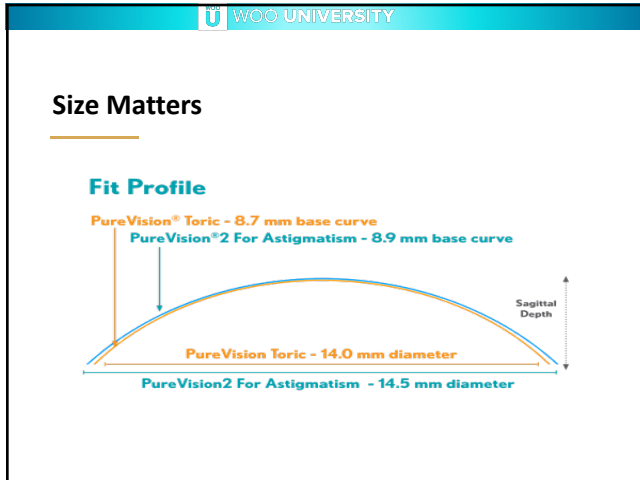 WOO
U WOO UNIVERSITY
Size Matters
Fit Profile
PureVision® Toric - 8.7 mm base curve
PureVision®2 For Astigmatism - 8.9 mm base curve
Sagittal
Depth
PureVision Toric - 14.0 mm diameter
PureVision2 For Astigmatism - 14.5 mm diameter